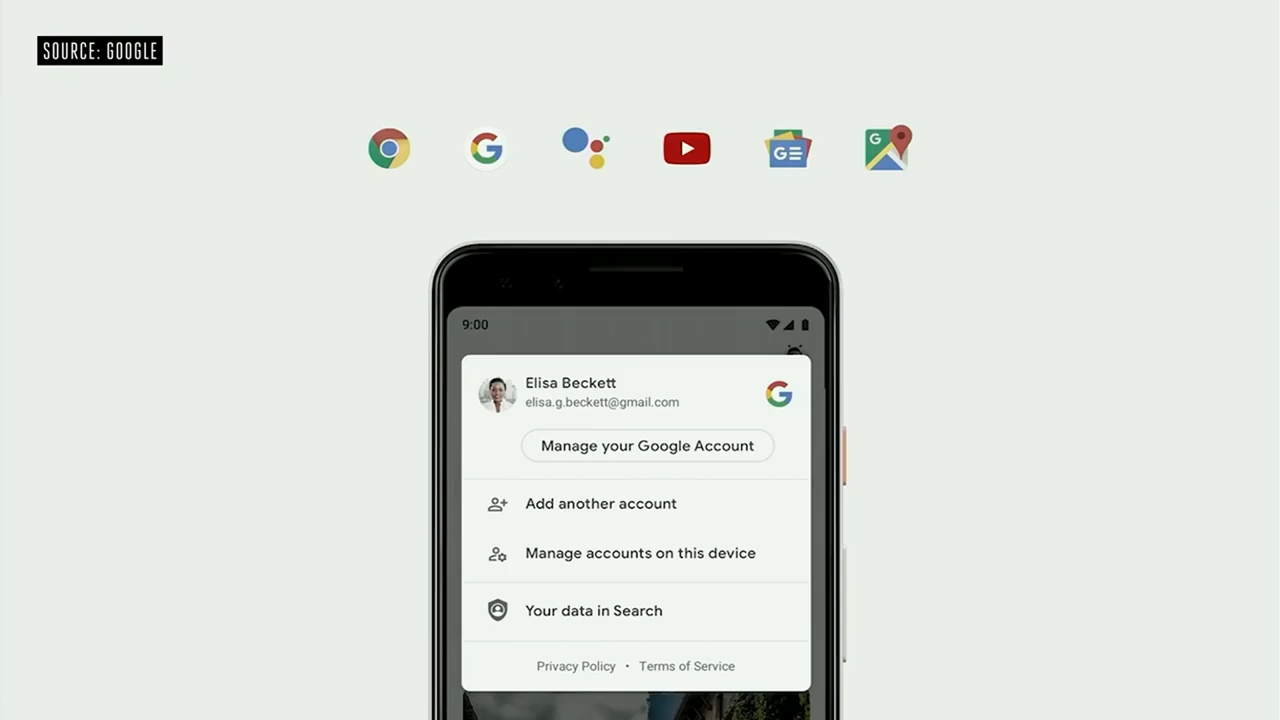 SOURCE: GOOGLE
G
G
GE
G
9:00
Elisa Beckett
elisa.g.beckett@gmail.com
G
Manage your Google Account
Add another account
Manage accounts on this device
Your data in Search
Privacy Policy • Terms of Service